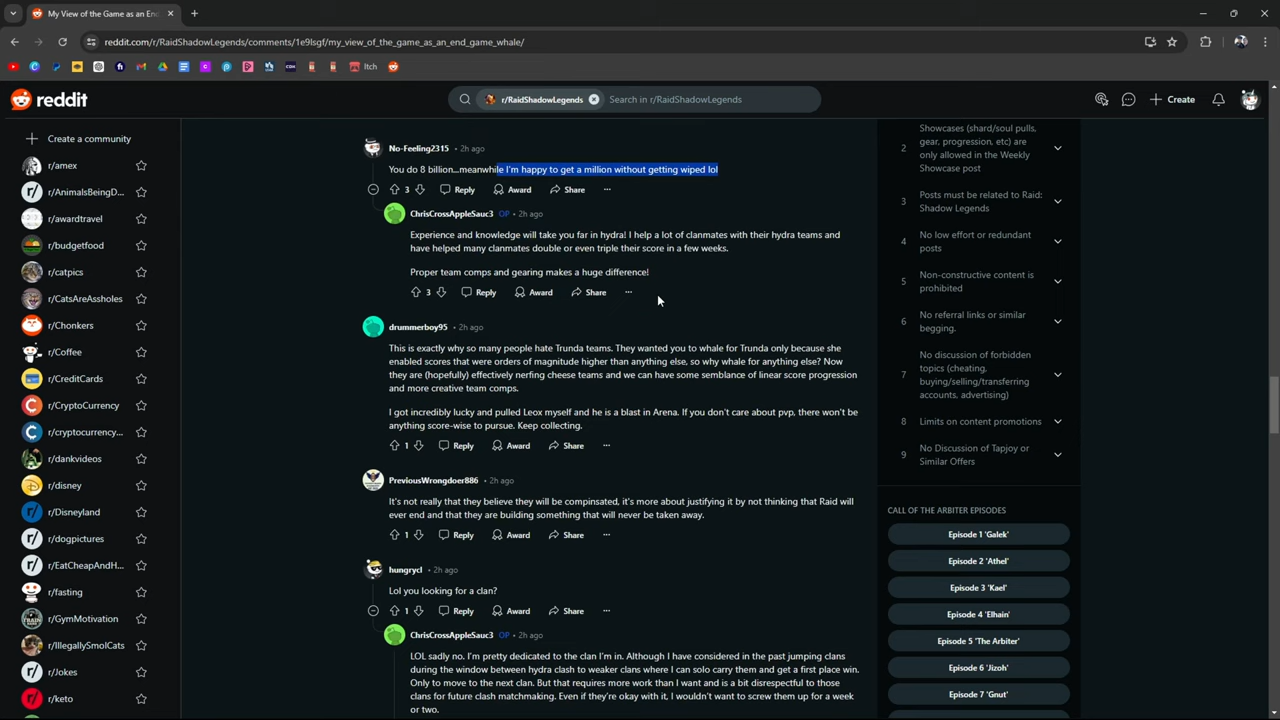 My View of the Game as an En
reddit.com/r/RaidShadowLegends/comments/1e9lsgf/my_view_of_the_game_as_an_end_game_whale/
Itch
reddit
r/RaidShadowLegends
Search in r/RaidShadowLegends
Create
Create a community
r/amex
r/AnimalsBeingD...
r/awardtravel
r/budgetfood
r/catpics
r/CatsAreAssholes
r/Chonkers
r/Coffee
r/CreditCards
r/CryptoCurrency
r/cryptocurrency...
r/dankvideos
r/disney
r/Disneyland
r/dogpictures
r/EatCheapAndH...
r/fasting
r/GymMotivation
r/IllegallySmolCats
r/Jokes
r/keto
No-Feeling2315 • 2h ago
You do 8 billion...meanwhile I'm happy to get a million without getting wiped lol
3 Reply Award Share ...
ChrisCrossAppleSauc3 OP • 2h ago
Experience and knowledge will take you far in hydra! I help a lot of clanmates with their hydra teams and
have helped many clanmates double or even triple their score in a few weeks.
Proper team comps and gearing makes a huge difference!
3 Reply Award Share ...
drummerboy95 • 2h ago
This is exactly why so many people hate Trunda teams. They wanted you to whale for Trunda only because she
enabled scores that were orders of magnitude higher than anything else, so why whale for anything else? Now
they are (hopefully) effectively nerfing cheese teams and we can have some semblance of linear score progression
and more creative team comps.
I got incredibly lucky and pulled Leox myself and he is a blast in Arena. If you don't care about pvp, there won't be
anything score-wise to pursue. Keep collecting.
1 Reply Award Share ...
PreviousWrongdoer886 • 2h ago
It's not really that they believe they will be compinsated, it's more about justifying it by not thinking that Raid will
ever end and that they are building something that will never be taken away.
1 Reply Award Share ...
hungrycl • 2h ago
Lol you looking for a clan?
1 Reply Award Share ...
ChrisCrossAppleSauc3 OP • 2h ago
LOL sadly no. I'm pretty dedicated to the clan I'm in. Although I have considered in the past jumping clans
during the window between hydra clash to weaker clans where I can solo carry them and get a first place win.
Only to move to the next clan. But that requires more work than I want and is a bit disrespectful to those
clans for future clash matchmaking. Even if they're okay with it, I wouldn't want to screw them up for a week
or two.
Showcases (shard/soul pulls,
gear, progression, etc) are
2 only allowed in the Weekly
Showcase post
3 Posts must be related to Raid:
Shadow Legends
4 No low effort or redundant
posts
5 Non-constructive content is
prohibited
6 No referral links or similar
begging.
No discussion of forbidden
7 topics (cheating,
buying/selling/transferring
accounts, advertising)
8 Limits on content promotions
9 No Discussion of Tapjoy or
Similar Offers
CALL OF THE ARBITER EPISODES
Episode 1 'Galek'
Episode 2 'Athel'
Episode 3 'Kael'
Episode 4 'Elhain'
Episode 5 'The Arbiter'
Episode 6 'Jizoh'
Episode 7 'Gnut'